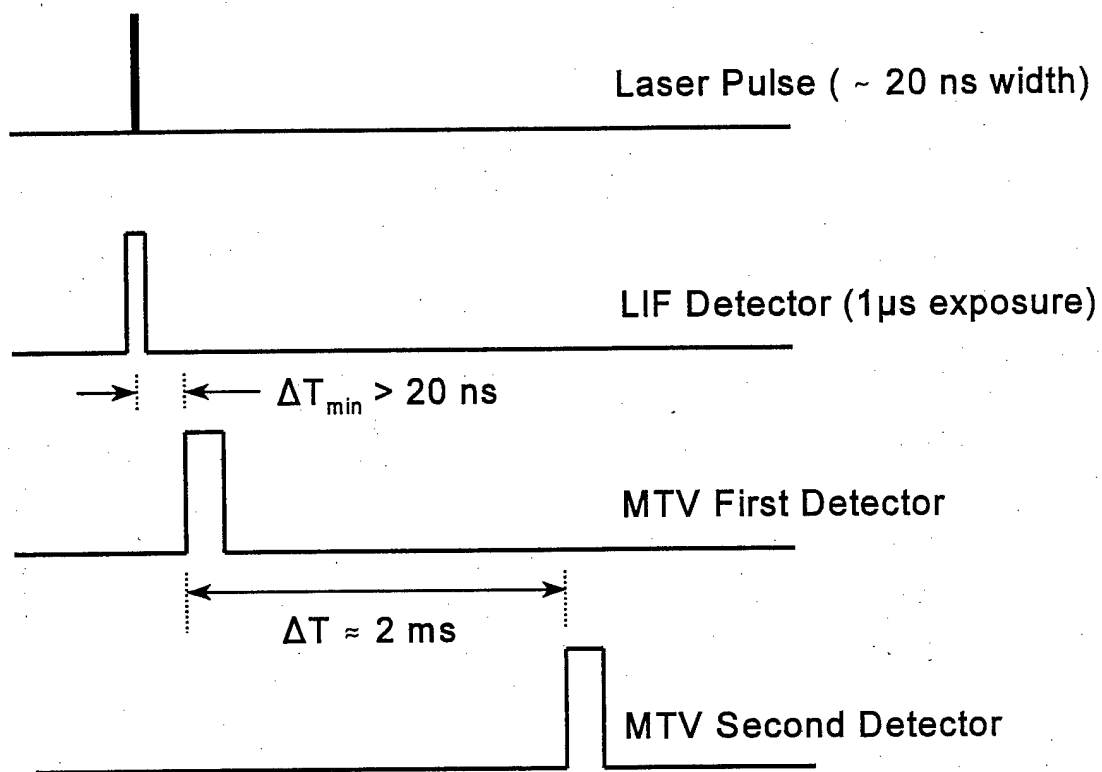 Laser Pulse ( ~ 20 ns width)
LIF Detector (1µs exposure)
ΔT_min > 20 ns
MTV First Detector
ΔT ≈ 2 ms
MTV Second Detector